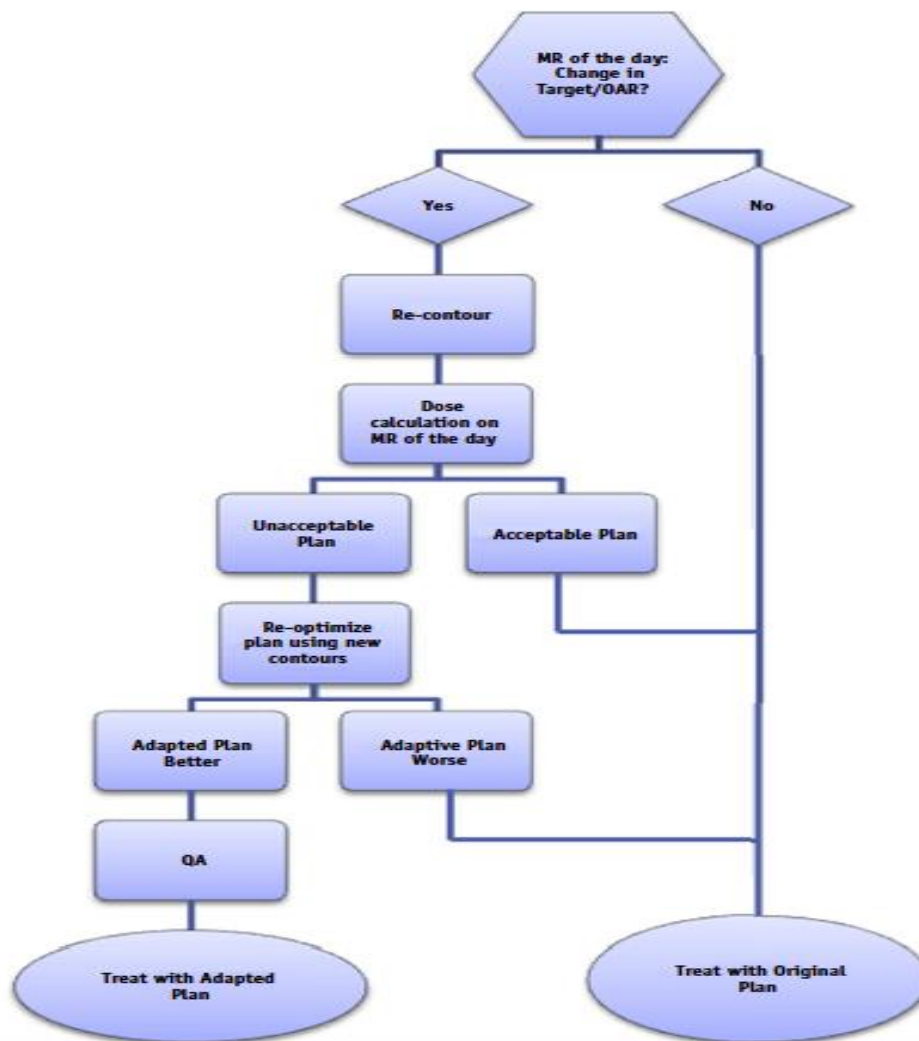 MR of the day:
Change in
Target/OAR?
Yes
No
Re-contour
Dose
calculation on
MR of the day
Unacceptable
Plan
Acceptable Plan
Re-optimize
plan using new
contours
Adapted Plan
Better
Adaptive Plan
Worse
QA
Treat with Adapted
Plan
Treat with Original
Plan